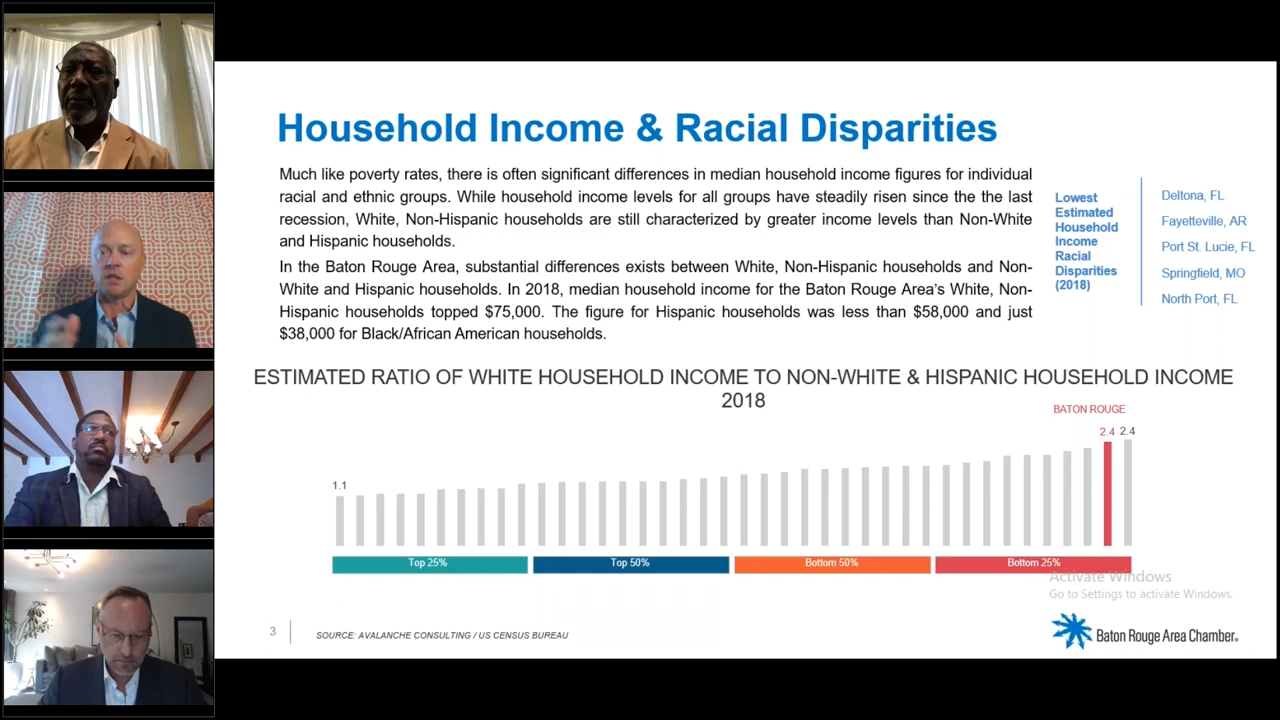 Household Income & Racial Disparities
Much like poverty rates, there is often significant differences in median household income figures for individual
racial and ethnic groups. While household income levels for all groups have steadily risen since the the last
recession, White, Non-Hispanic households are still characterized by greater income levels than Non-White
and Hispanic households.
In the Baton Rouge Area, substantial differences exists between White, Non-Hispanic households and Non-
White and Hispanic households. In 2018, median household income for the Baton Rouge Area's White, Non-
Hispanic households topped $75,000. The figure for Hispanic households was less than $58,000 and just
$38,000 for Black/African American households.
Lowest
Estimated
Household
Income
Racial
Disparities
(2018)
Deltona, FL
Fayetteville, AR
Port St. Lucie, FL
Springfield, MO
North Port, FL
ESTIMATED RATIO OF WHITE HOUSEHOLD INCOME TO NON-WHITE & HISPANIC HOUSEHOLD INCOME
2018
BATON ROUGE
2.4 2.4
1.1
Top 25% Top 50% Bottom 50% Bottom 25%
Activate Windows
Go to Settings to activate Windows.
3
SOURCE: AVALANCHE CONSULTING / US CENSUS BUREAU
Baton Rouge Area Chamber®